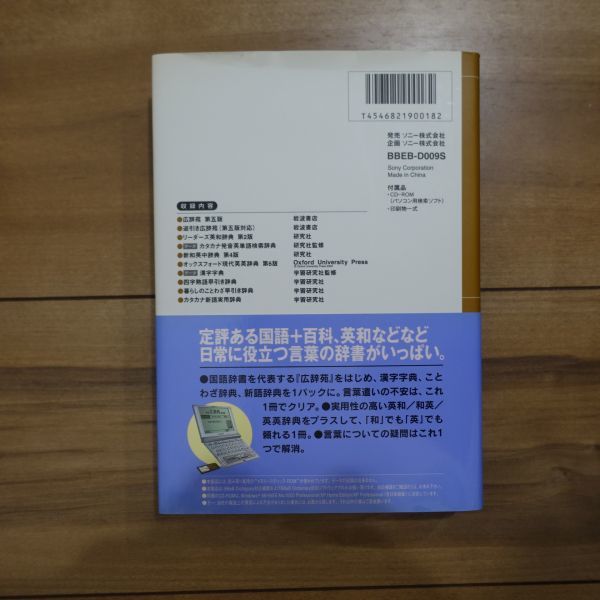 T4546821900182
発売 ソニー株式会社
企画 ソニー株式会社
BBEB-D009S
Sony Corporation
Made in China
付属品
・CD-ROM
(パソコン用検索ソフト)
・印刷物一式
収録内容
●広辞苑 第五版 岩波書店
●逆引き広辞苑(第五版対応) 岩波書店
●リーダーズ英和辞典 第2版 研究社
● カタカナ発音英単語検索辞典 研究社監修
●新和英中辞典 第4版 研究社
●オックスフォード現代英英辞典 第6版 Oxford University Press
● 漢字字典 学習研究社監修
●四字熟語早引き辞典 学習研究社
●暮らしのことわざ早引き辞典 学習研究社
●カタカナ新語実用辞典 学習研究社
定評ある国語+百科、英和などなど
日常に役立つ言葉の辞書がいっぱい。
●国語辞書を代表する『広辞苑』をはじめ、漢字字典、こと
わざ辞典、新語辞典を1パックに。言葉遣いの不安は、これ
1冊でクリア。●実用性の高い英和/和英/
英英辞典をプラスして、「和」でも「英」でも
頼れる1冊。●言葉についての疑問はこれ1
つで解消。